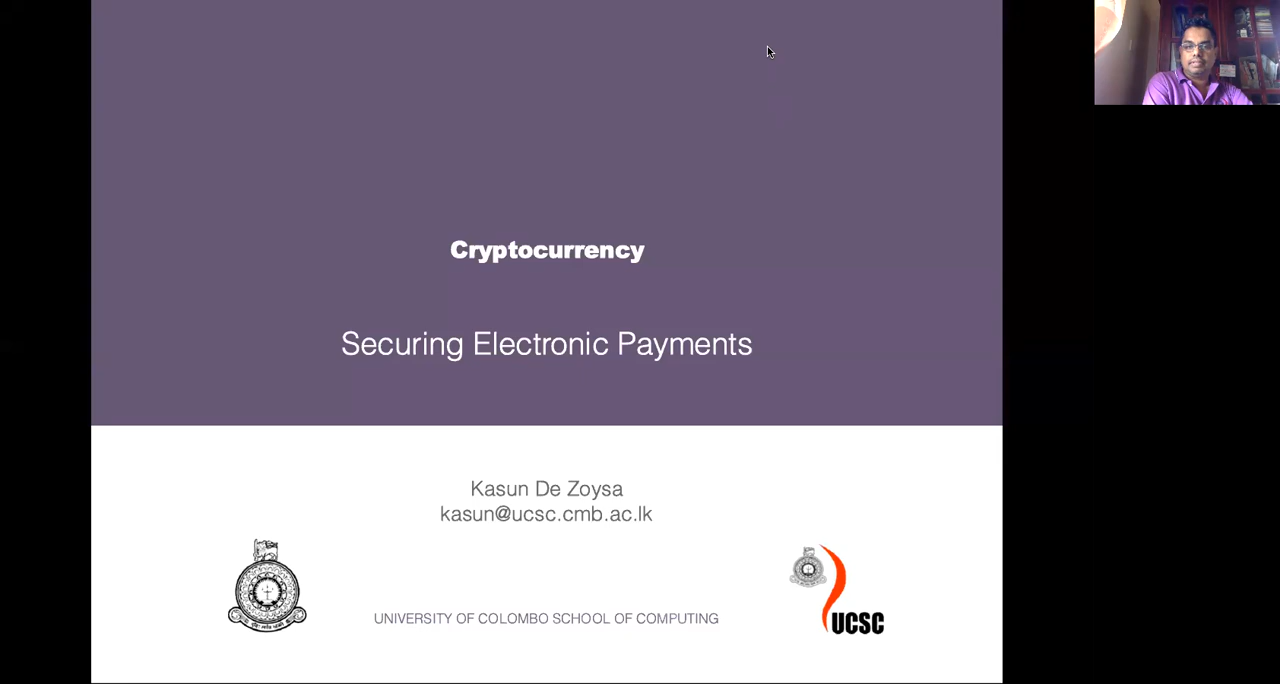 Cryptocurrency
Securing Electronic Payments
Kasun De Zoysa
kasun@ucsc.cmb.ac.lk
UNIVERSITY OF COLOMBO SCHOOL OF COMPUTING
UCSC